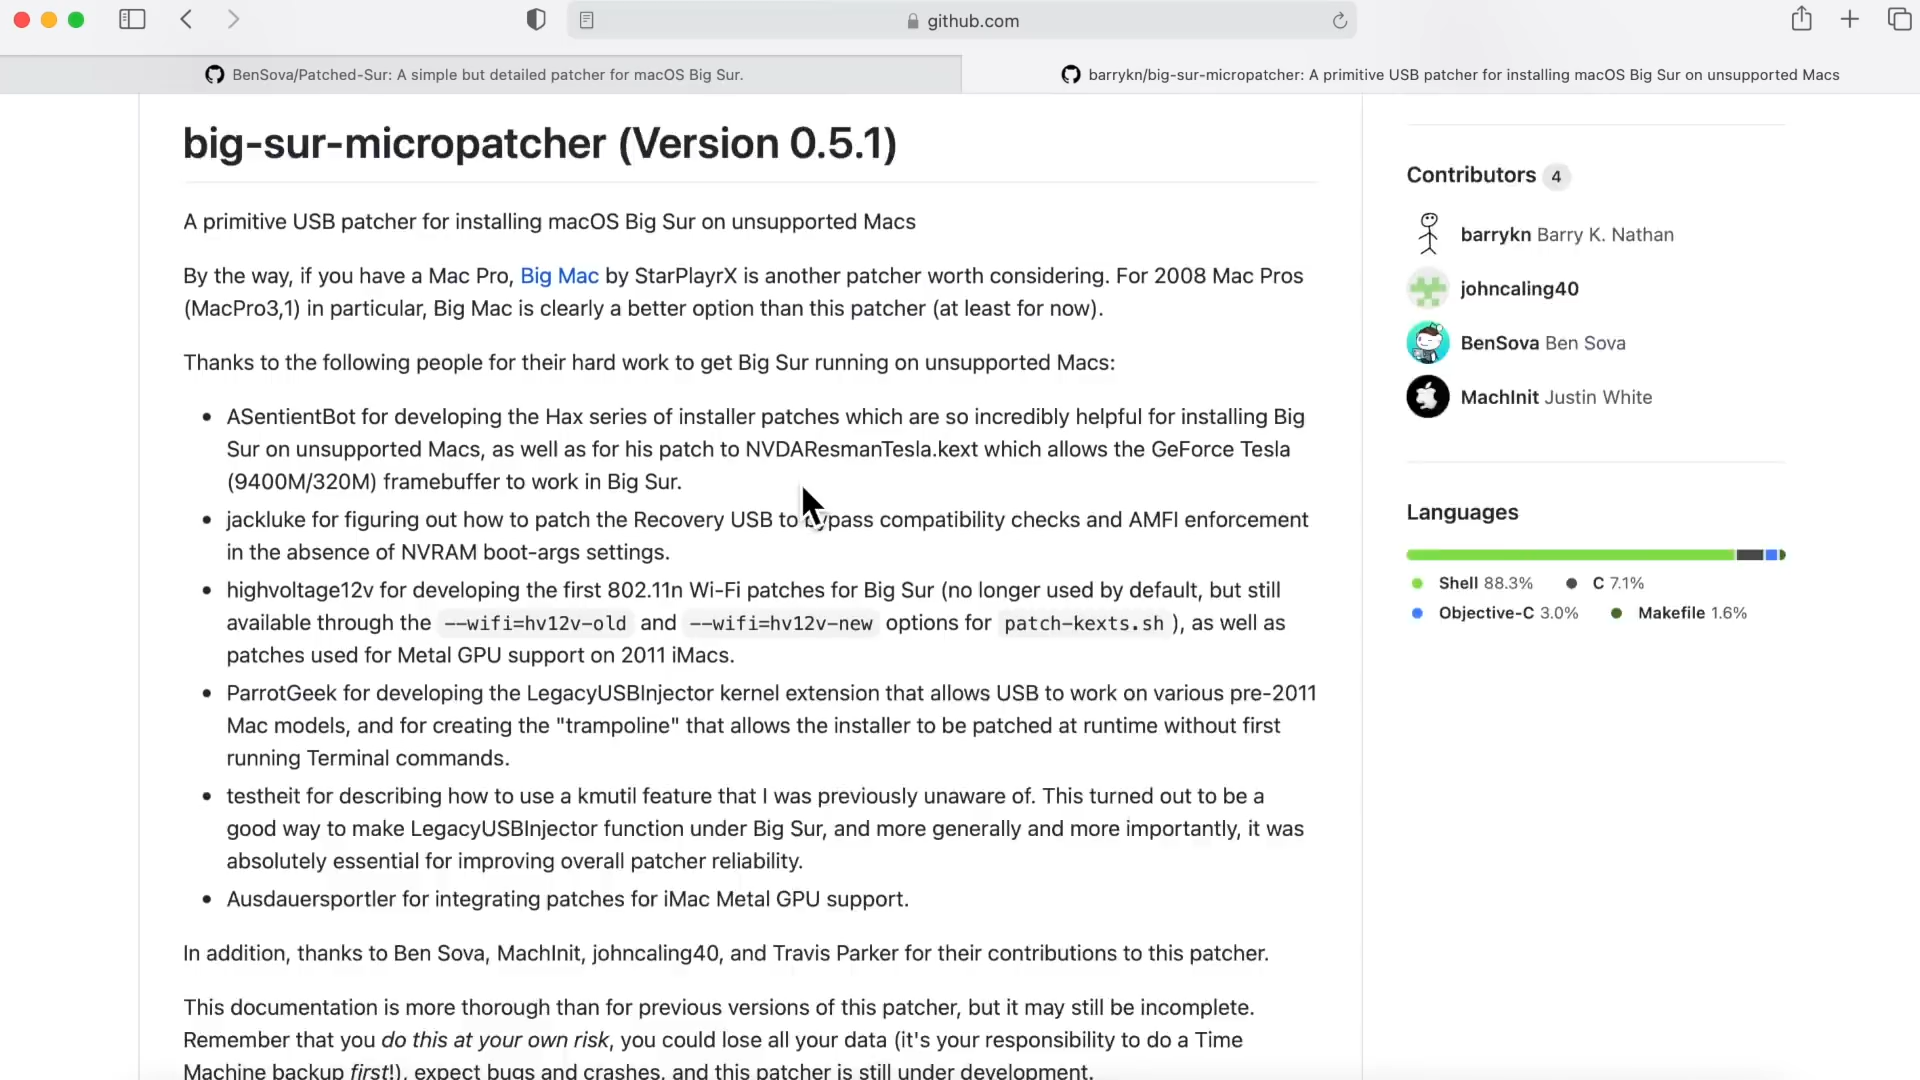 github.com
BenSova/Patched-Sur: A simple but detailed patcher for macOS Big Sur.
barrykn/big-sur-micropatcher: A primitive USB patcher for installing macOS Big Sur on unsupported Macs
big-sur-micropatcher (Version 0.5.1)
A primitive USB patcher for installing macOS Big Sur on unsupported Macs
By the way, if you have a Mac Pro, Big Mac by StarPlayrX is another patcher worth considering. For 2008 Mac Pros
(MacPro3,1) in particular, Big Mac is clearly a better option than this patcher (at least for now).
Thanks to the following people for their hard work to get Big Sur running on unsupported Macs:
ASentientBot for developing the Hax series of installer patches which are so incredibly helpful for installing Big
Sur on unsupported Macs, as well as for his patch to NVDAResmanTesla.kext which allows the GeForce Tesla
(9400M/320M) framebuffer to work in Big Sur.
jackluke for figuring out how to patch the Recovery USB to bypass compatibility checks and AMFI enforcement
in the absence of NVRAM boot-args settings.
highvoltage12v for developing the first 802.11n Wi-Fi patches for Big Sur (no longer used by default, but still
available through the --wifi=hv12v-old and --wifi=hv12v-new options for patch-kexts.sh ), as well as
patches used for Metal GPU support on 2011 iMacs.
ParrotGeek for developing the LegacyUSBInjector kernel extension that allows USB to work on various pre-2011
Mac models, and for creating the "trampoline" that allows the installer to be patched at runtime without first
running Terminal commands.
testheit for describing how to use a kmutil feature that I was previously unaware of. This turned out to be a
good way to make LegacyUSBInjector function under Big Sur, and more generally and more importantly, it was
absolutely essential for improving overall patcher reliability.
Ausdauersportler for integrating patches for iMac Metal GPU support.
In addition, thanks to Ben Sova, MachInit, johncaling40, and Travis Parker for their contributions to this patcher.
This documentation is more thorough than for previous versions of this patcher, but it may still be incomplete.
Remember that you do this at your own risk, you could lose all your data (it's your responsibility to do a Time
Machine backup first!), expect bugs and crashes, and this patcher is still under development.
Contributors 4
barrykn Barry K. Nathan
johncaling40
BenSova Ben Sova
MachInit Justin White
Languages
Shell 88.3% C 7.1%
Objective-C 3.0% Makefile 1.6%